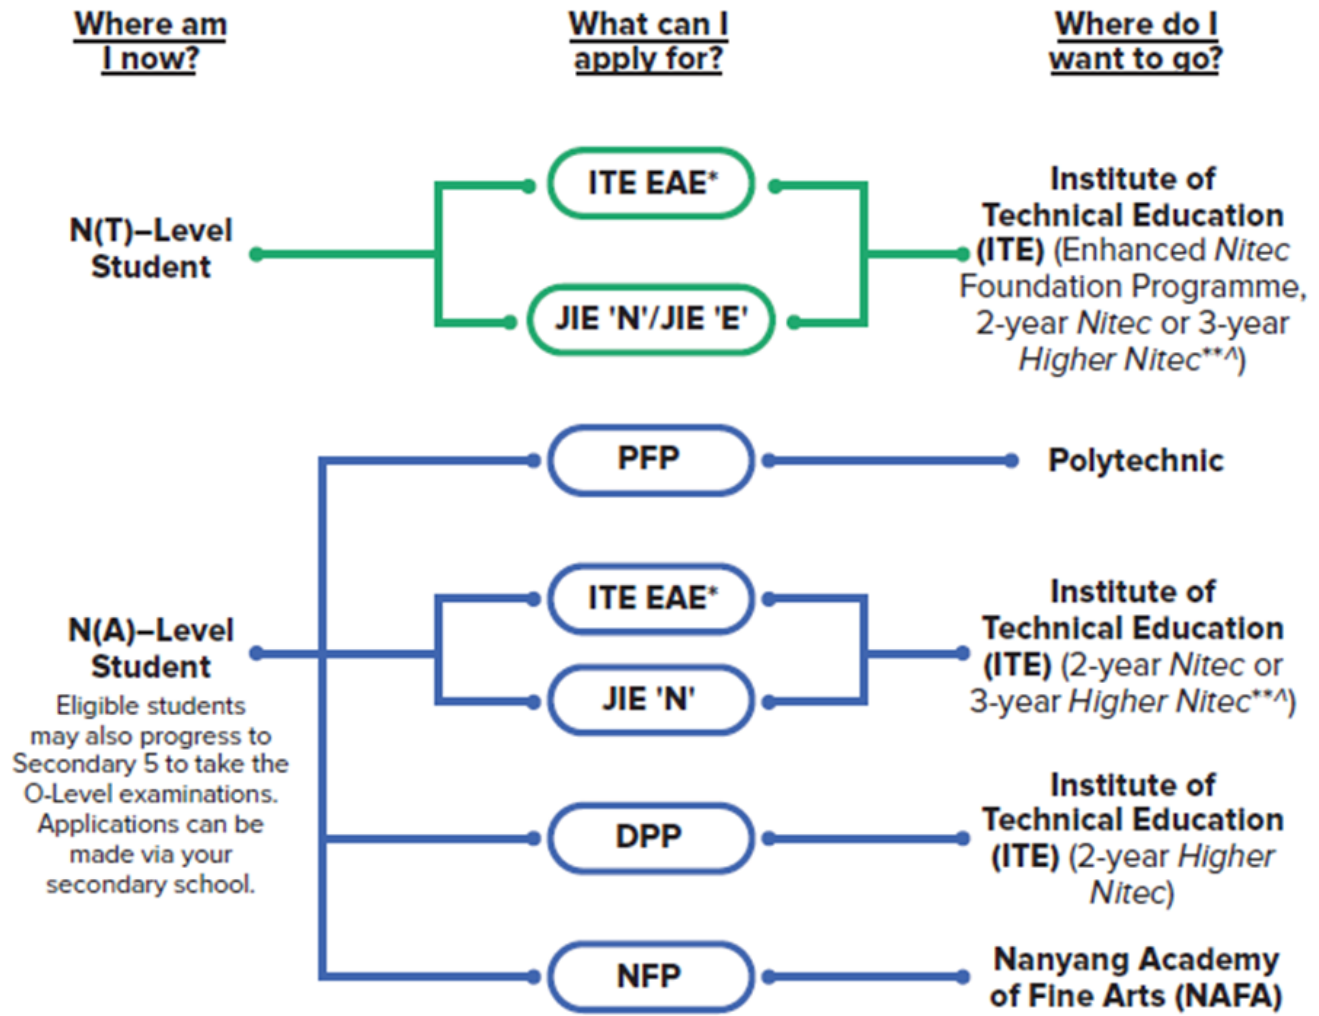 Where am
I now?
What can I
apply for?
Where do I
want to go?
N(T)–Level
Student
ITE EAE*
JIE 'N'/JIE 'E'
Institute of
Technical Education
(ITE) (Enhanced Nitec
Foundation Programme,
2-year Nitec or 3-year
Higher Nitec**^)
N(A)–Level
Student
Eligible students
may also progress to
Secondary 5 to take the
O-Level examinations.
Applications can be
made via your
secondary school.
PFP
Polytechnic
ITE EAE*
JIE 'N'
Institute of
Technical Education
(ITE) (2-year Nitec or
3-year Higher Nitec**^)
DPP
Institute of
Technical Education
(ITE) (2-year Higher
Nitec)
NFP
Nanyang Academy
of Fine Arts (NAFA)